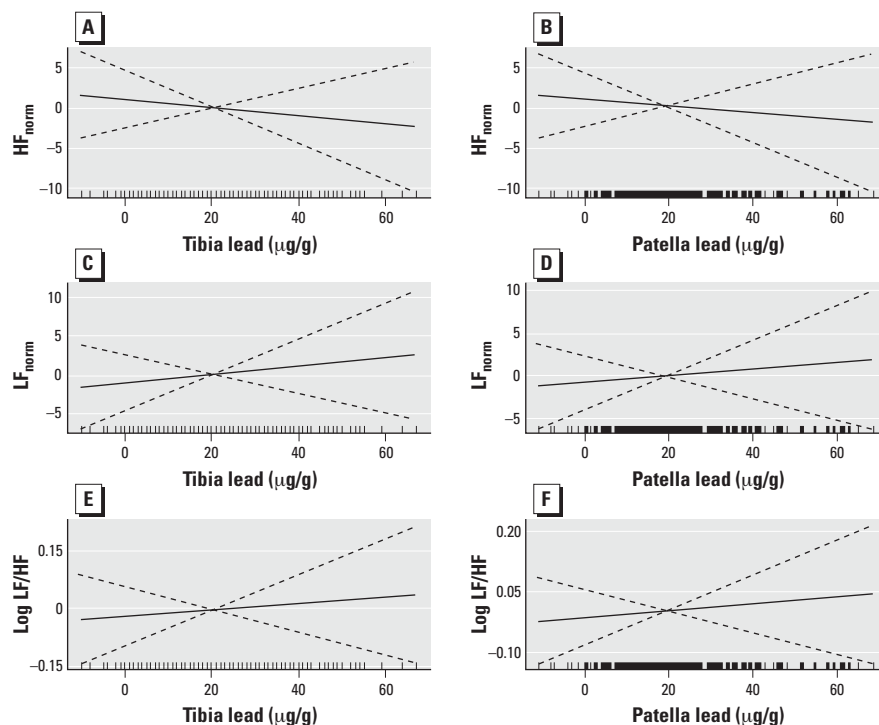 A
B
5
0
−5
−10
HFnorm
0
20
40
60
Tibia lead (µg/g)
5
0
−5
−10
HFnorm
0
20
40
60
Patella lead (µg/g)
C
D
10
5
0
−5
LFnorm
0
20
40
60
Tibia lead (µg/g)
10
5
0
−5
LFnorm
0
20
40
60
Patella lead (µg/g)
E
F
0.15
0
−0.15
Log LF/HF
0
20
40
60
Tibia lead (µg/g)
0.20
0.05
−0.10
Log LF/HF
0
20
40
60
Patella lead (µg/g)